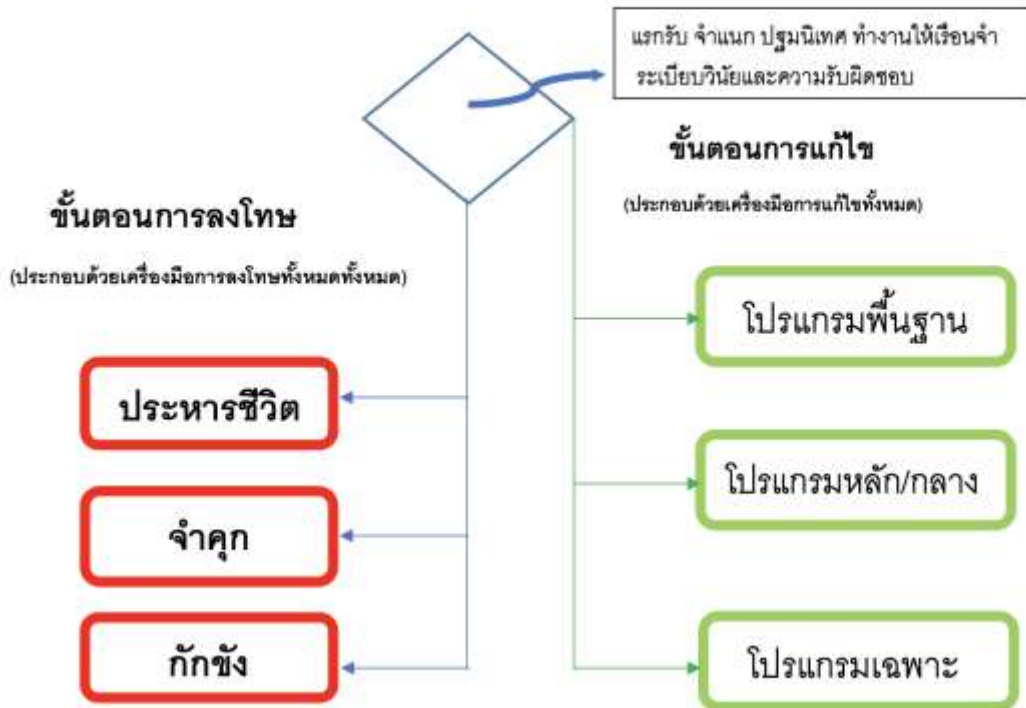 แรกรับ จำแนก ปฐมนิเทศ ทำงานให้เรือนจำ
ระเบียบวินัยและความรับผิดชอบ
ขั้นตอนการแก้ไข
(ประกอบด้วยเครื่องมือการแก้ไขทั้งหมด)
ขั้นตอนการลงโทษ
(ประกอบด้วยเครื่องมือการลงโทษทั้งหมดทั้งหมด)
โปรแกรมพื้นฐาน
ประหารชีวิต
โปรแกรมหลัก/กลาง
จำคุก
กักขัง
โปรแกรมเฉพาะ